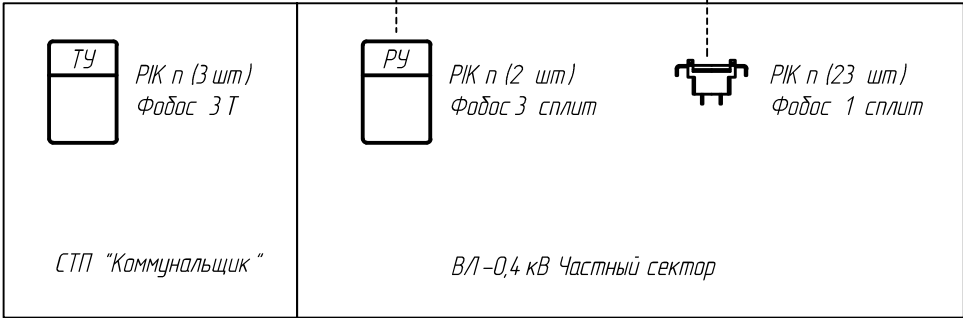 ТУ
PIK п (3 шт)
Фобос 3Т
РУ
PIK п (2 шт)
Фобос 3 сплит
PIK п (23 шт)
Фобос 1 сплит
СТП "Коммунальщик"
ВЛ-0,4 кВ Частный сектор